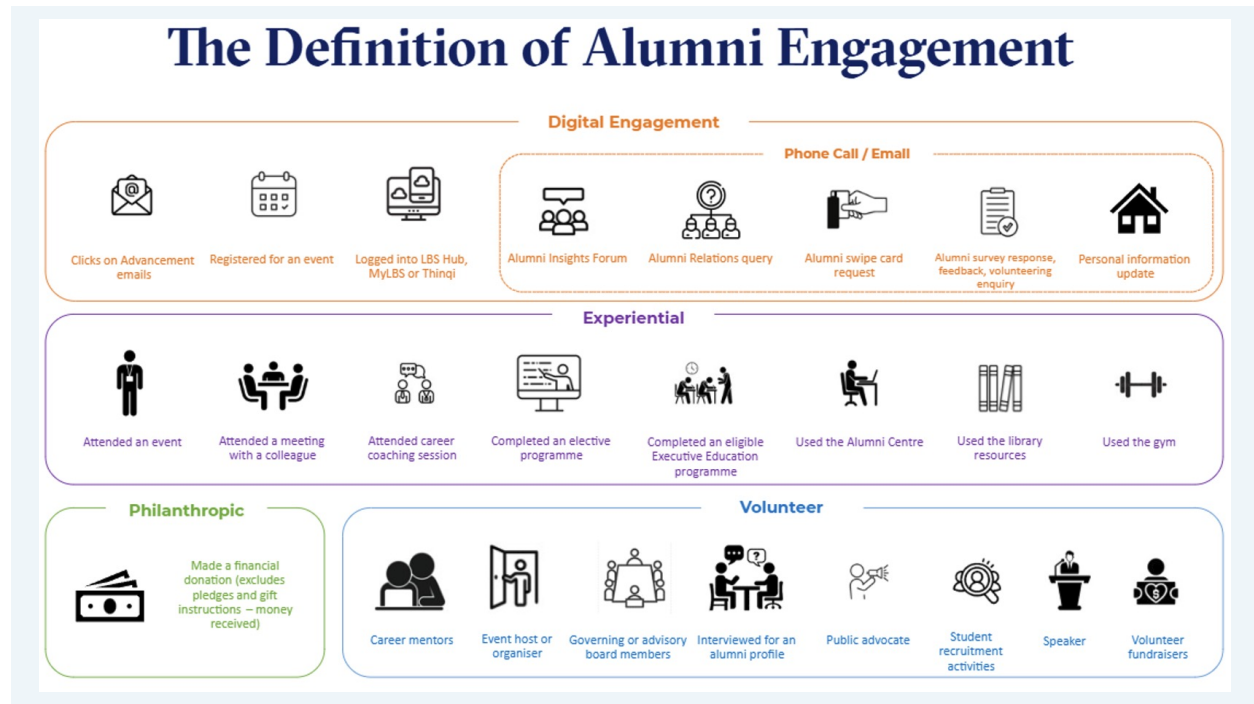 The Definition of Alumni Engagement
Digital Engagement
Phone Call / Email
Clicks on Advancement
emails
Registered for an event
Logged into LBS Hub,
MyLBS or Thinqi
Alumni Insights Forum
Alumni Relations query
Alumni swipe card
request
Alumni survey response,
feedback, volunteering
enquiry
Personal information
update
Experiential
Attended an event
Attended a meeting
with a colleague
Attended career
coaching session
Completed an elective
programme
Completed an eligible
Executive Education
programme
Used the Alumni Centre
Used the library
resources
Used the gym
Philanthropic
Made a financial
donation (excludes
pledges and gift
instructions – money
received)
Volunteer
Career mentors
Event host or
organiser
Governing or advisory
board members
Interviewed for an
alumni profile
Public advocate
Student
recruitment
activities
Speaker
Volunteer
fundraisers